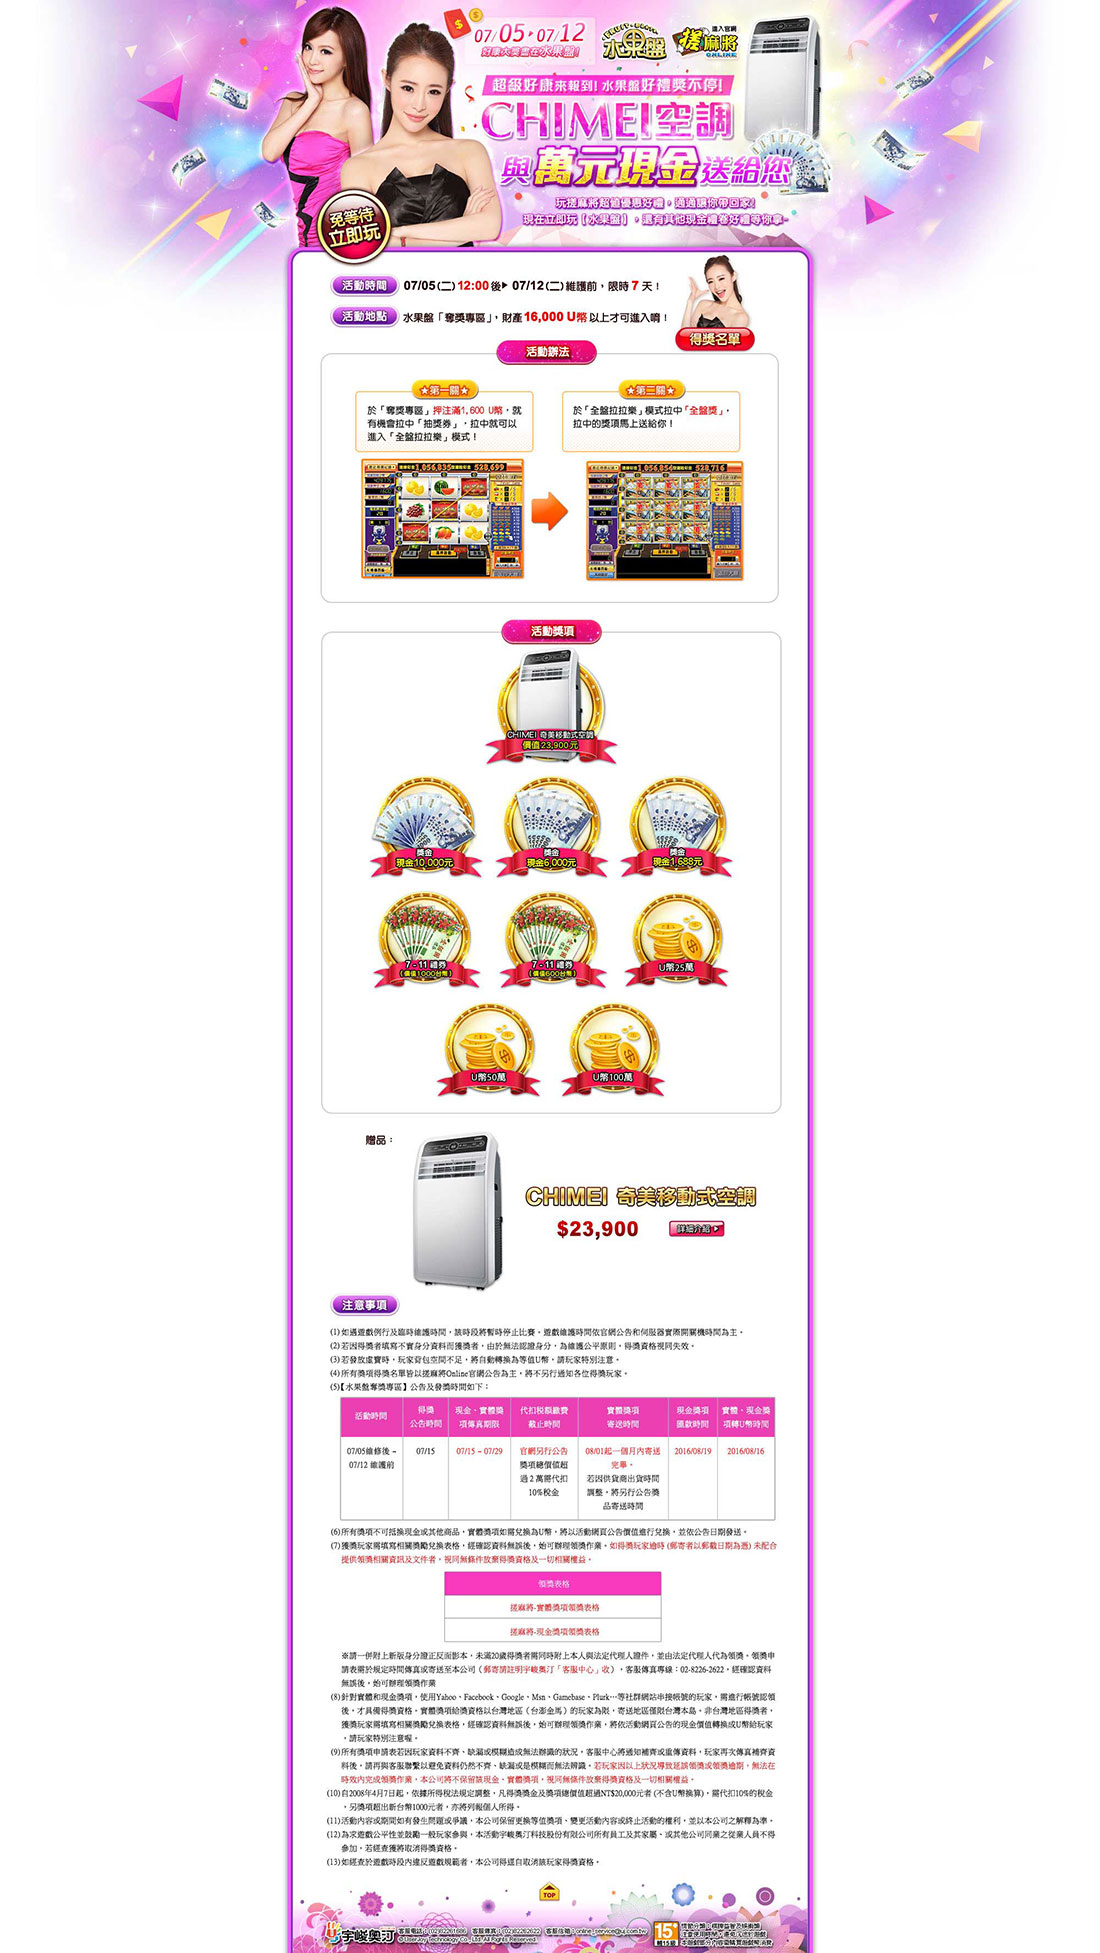 07/05▸07/12
好康大獎盡在水果盤!
水果盤
進入官網
搓麻將
ONLINE
超級好康來報到! 水果盤好禮獎不停!
CHIMEI空調
與萬元現金送給您
玩搓麻將超值優惠好禮，通通讓你帶回家!
現在立即玩【水果盤】，還有其他現金禮卷好禮等你拿
免等待
立即玩
活動時間 07/05(二)12:00後▸ 07/12(二)維護前，限時 7 天！
活動地點 水果盤「奪獎專區」，財產16,000 U幣以上才可進入唷！
得獎名單
活動辦法
★第一關★
於「奪獎專區」押注滿1,600 U幣，就
有機會拉中「抽獎券」，拉中就可以
進入「全盤拉拉樂」模式！
★第二關★
於「全盤拉拉樂」模式拉中「全盤獎」，
拉中的獎項馬上送給你！
1,056,835 528,699
1,056,854 528,716
活動獎項
CHIMEI 奇美移動式空調
價值23,900元
獎金
現金10,000元
獎金
現金6,000元
獎金
現金1,688元
7-11 禮券
(價值1000台幣)
7-11 禮券
(價值600台幣)
U幣25萬
U幣50萬
U幣100萬
贈品：
CHIMEI 奇美移動式空調
$23,900
詳細介紹
注意事項
(1)如遇遊戲例行及臨時維護時間，該時段將暫時停止比賽。遊戲維護時間依官網公告和伺服器實際開關機時間為主。
(2)若因得獎者填寫不實身分資料而獲獎者，由於無法認證身分，為維護公平原則，得獎資格視同失效。
(3)若發放虛寶時，玩家背包空間不足，將自動轉換為等值U幣，請玩家特別注意。
(4)所有獎項得獎名單皆以搓麻將Online官網公告為主，將不另行通知各位得獎玩家。
(5)【水果盤奪獎專區】公告及發獎時間如下：
活動時間
得獎
公告時間
現金、實體獎
項傳真期限
代扣稅額繳費
截止時間
實體獎項
寄送時間
現金獎項
匯款時間
實體、現金獎
項轉U幣時間
07/05維修後 ~
07/12 維護前
07/15
07/15 ~ 07/29
官網另行公告
獎項總價值超
過 2 萬需代扣
10%稅金
08/01起一個月內寄送
完畢。
若因供貨商出貨時間
調整，將另行公告獎
品寄送時間
2016/08/19
2016/08/16
(6)所有獎項不可抵換現金或其他商品，實體獎項如需兌換為U幣，將以活動網頁公告價值進行兌換，並依公告日期發送。
(7)獲獎玩家需填寫相關獎勵兌換表格，經確認資料無誤後，始可辦理領獎作業。如得獎玩家逾時 (郵寄者以郵戳日期為憑) 未配合
提供領獎相關資訊及文件者，視同無條件放棄得獎資格及一切相關權益。
領獎表格
搓麻將-實體獎項領獎表格
搓麻將-現金獎項領獎表格
※請一併附上新版身分證正反面影本，未滿20歲得獎者需同時附上本人與法定代理人證件，並由法定代理人代為領獎。領獎申
請表需於規定時間傳真或寄送至本公司（郵寄請註明宇峻奧汀「客服中心」收），客服傳真專線：02-8226-2622，經確認資料
無誤後，始可辦理領獎作業
(8)針對實體和現金獎項，使用Yahoo、Facebook、Google、Msn、Gamebase、Plurk…等社群網站串接帳號的玩家，需進行帳號認領
後，才具備得獎資格。實體獎項給獎資格以台灣地區（台澎金馬）的玩家為限，寄送地區僅限台灣本島。非台灣地區得獎者，
獲獎玩家需填寫相關獎勵兌換表格，經確認資料無誤後，始可辦理領獎作業，將依活動網頁公告的現金價值轉換成U幣給玩家
，請玩家特別注意喔。
(9)所有獎項申請表若因玩家資料不齊、缺漏或模糊造成無法辦識的狀況，客服中心將通知補齊或重傳資料，玩家再次傳真補齊資
料後，請再與客服聯繫以避免資料仍然不齊、缺漏或是模糊而無法辨識。若玩家因以上狀況導致延誤領獎或領獎逾期，無法在
時效內完成領獎作業，本公司將不保留該現金、實體獎項，視同無條件放棄得獎資格及一切相關權益。
(10)自2008年4月7日起，依據所得稅法規定調整，凡得獎獎金及獎項總價值超過NT$20,000元者 (不含U幣換算)，需代扣10%的稅金
，另獎項超出新台幣1000元者，亦將列報個人所得。
(11)活動內容或期間如有發生問題或爭議，本公司保留更換等值獎項、變更活動內容或終止活動的權利，並以本公司之解釋為準。
(12)為求遊戲公平性並鼓勵一般玩家參與，本活動宇峻奧汀科技股份有限公司所有員工及其家屬、或其他公司同業之從業人員不得
參加，若經查獲將取消得獎資格。
(13)如經查於遊戲時段內違反遊戲規範者，本公司得逕自取消該玩家得獎資格。
TOP
宇峻奧汀
客服電話：(02)82261686 客服傳真：(02)82262622 客服信箱：online_service@uj.com.tw
©UserJoy Technology Co., Ltd. All Rights Reserved.
15+
輔15級